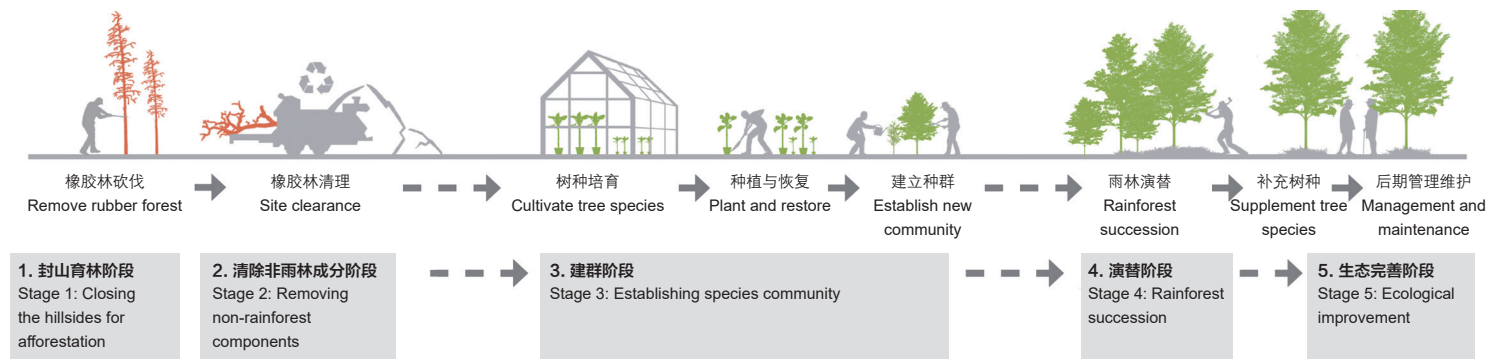 橡胶林砍伐
Remove rubber forest
橡胶林清理
Site clearance
树种培育
Cultivate tree species
种植与恢复
Plant and restore
建立种群
Establish new
community
雨林演替
Rainforest
succession
补充树种
Supplement tree
species
后期管理维护
Management and
maintenance
1. 封山育林阶段
Stage 1: Closing
the hillsides for
afforestation
2. 清除非雨林成分阶段
Stage 2: Removing
non-rainforest
components
3. 建群阶段
Stage 3: Establishing species community
4. 演替阶段
Stage 4: Rainforest
succession
5. 生态完善阶段
Stage 5: Ecological
improvement